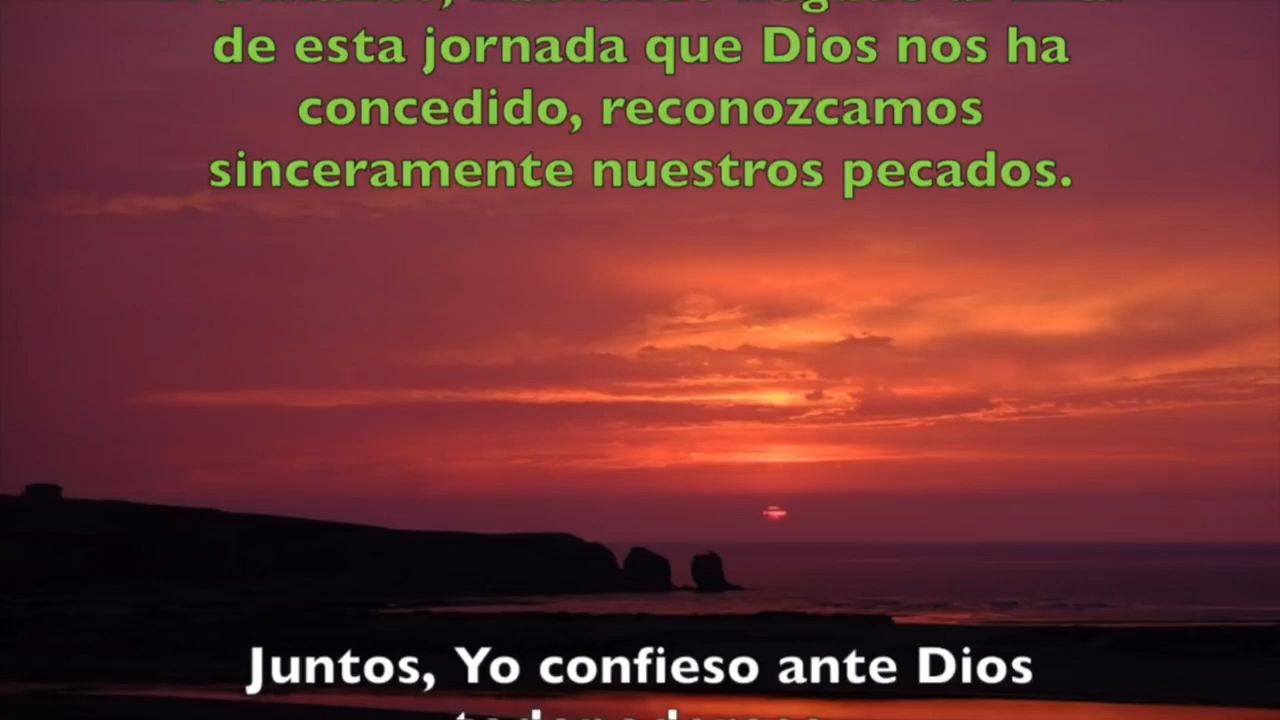 de esta jornada que Dios nos ha
concedido, reconozcamos
sinceramente nuestros pecados.
Juntos, Yo confieso ante Dios